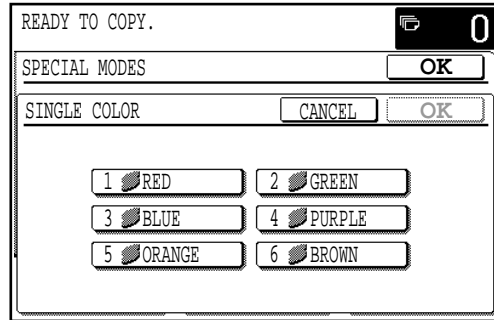 READY TO COPY. 0
SPECIAL MODES OK
SINGLE COLOR CANCEL OK
1 RED 2 GREEN
3 BLUE 4 PURPLE
5 ORANGE 6 BROWN